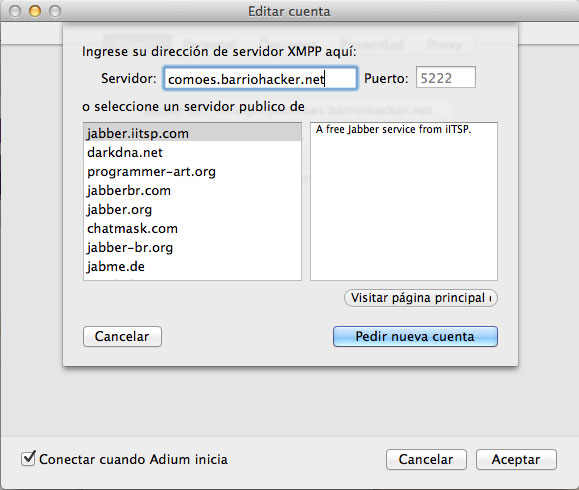 Editar cuenta
Ingrese su dirección de servidor XMPP aquí:
Servidor: comoes.barriohacker.net Puerto: 5222
o seleccione un servidor publico de
jabber.iitsp.com
darkdna.net
programmer-art.org
jabberbr.com
jabber.org
chatmask.com
jabber-br.org
jabme.de
A free Jabber service from iITSP.
Visitar página principal
Cancelar
Pedir nueva cuenta
Conectar cuando Adium inicia
Cancelar
Aceptar